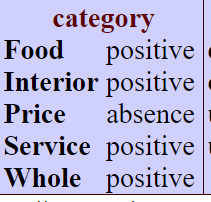 category
Food positive
Interior positive
Price absence
Service positive
Whole positive